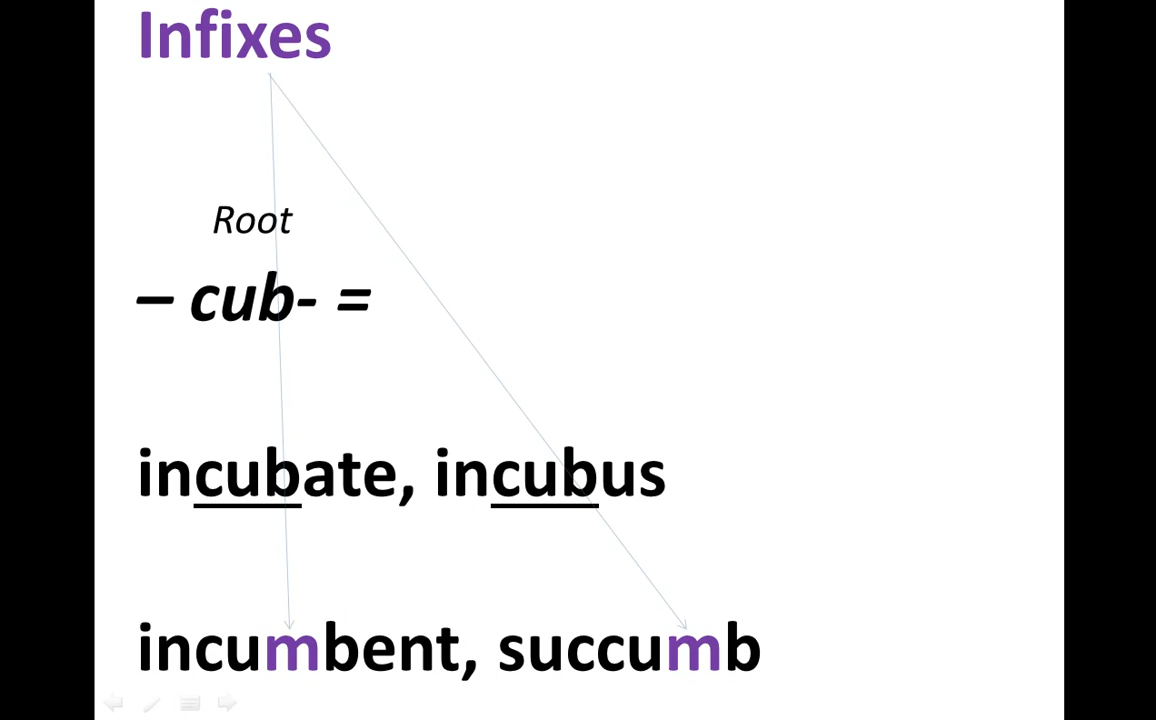 Infixes
Root
– cub- =
incubate, incubus
incumbent, succumb